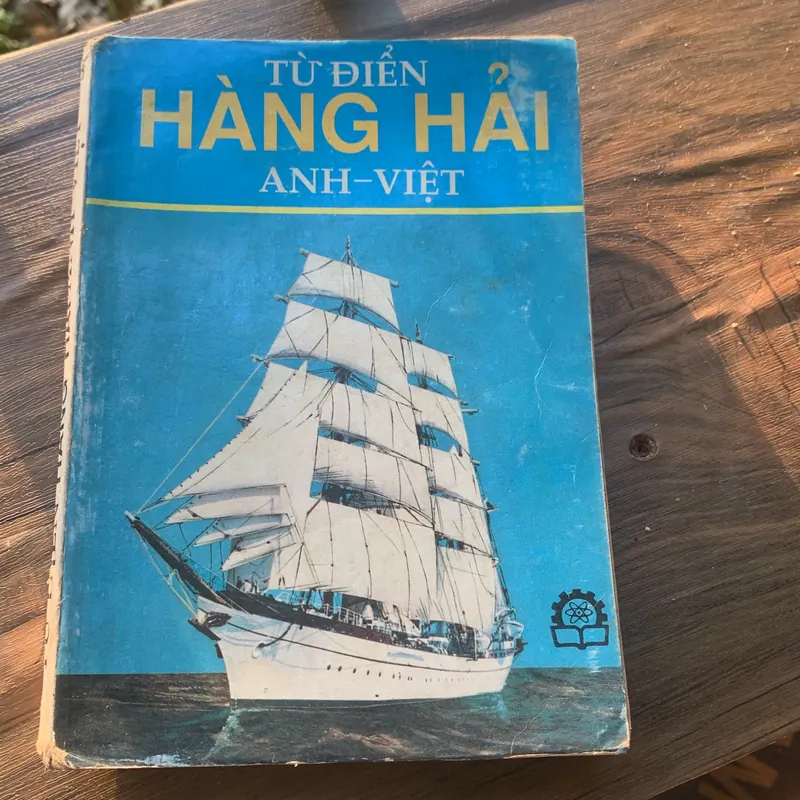 TỪ ĐIỂN
HÀNG HẢI
ANH-VIỆT